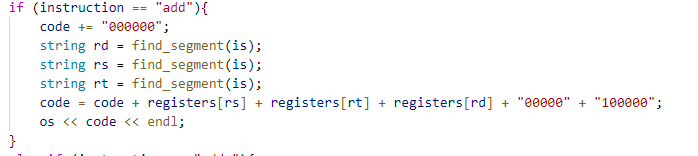 if (instruction == "add"){
code += "000000";
string rd = find_segment(is);
string rs = find_segment(is);
string rt = find_segment(is);
code = code + registers[rs] + registers[rt] + registers[rd] + "00000" + "100000";
os << code << endl;
}